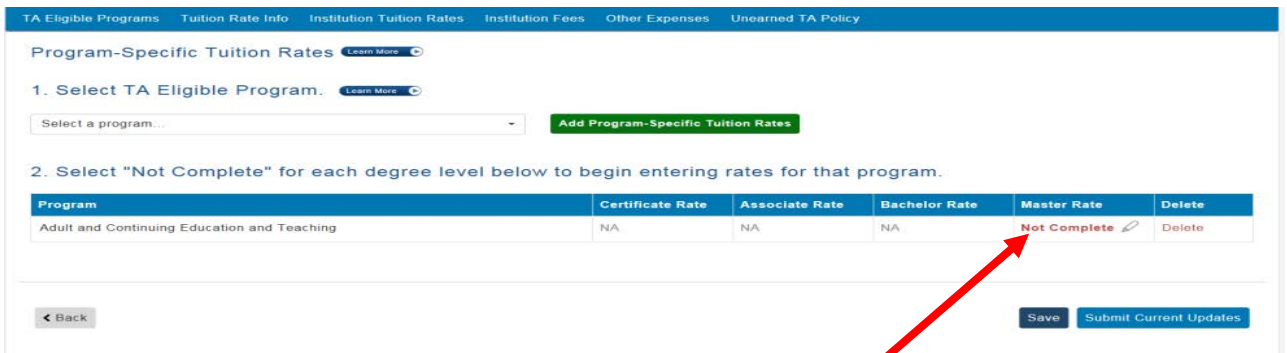 TA Eligible Programs Tuition Rate Info Institution Tuition Rates Institution Fees Other Expenses Unearned TA Policy
Program-Specific Tuition Rates Learn More
1. Select TA Eligible Program. Learn More
Select a program... Add Program-Specific Tuition Rates
2. Select "Not Complete" for each degree level below to begin entering rates for that program.
Program Certificate Rate Associate Rate Bachelor Rate Master Rate Delete
Adult and Continuing Education and Teaching NA NA NA Not Complete Delete
Back Save Submit Current Updates